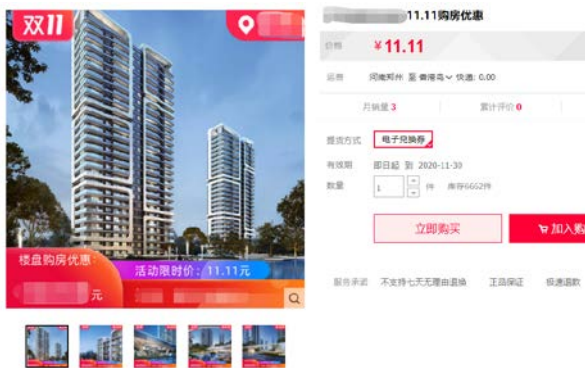 双11
11.11购房优惠
价格 ¥11.11
运费 河南郑州 至 快递: 0.00
月销量 3 累计评价 0
提货方式 电子兑换券
有效期 即日起 到 2020-11-30
数量 1 件 库存6662件
立即购买 加入购
服务承诺 不支持七天无理由退换 正品保证 极速退款
楼盘购房优惠:
元
活动限时价: 11.11元